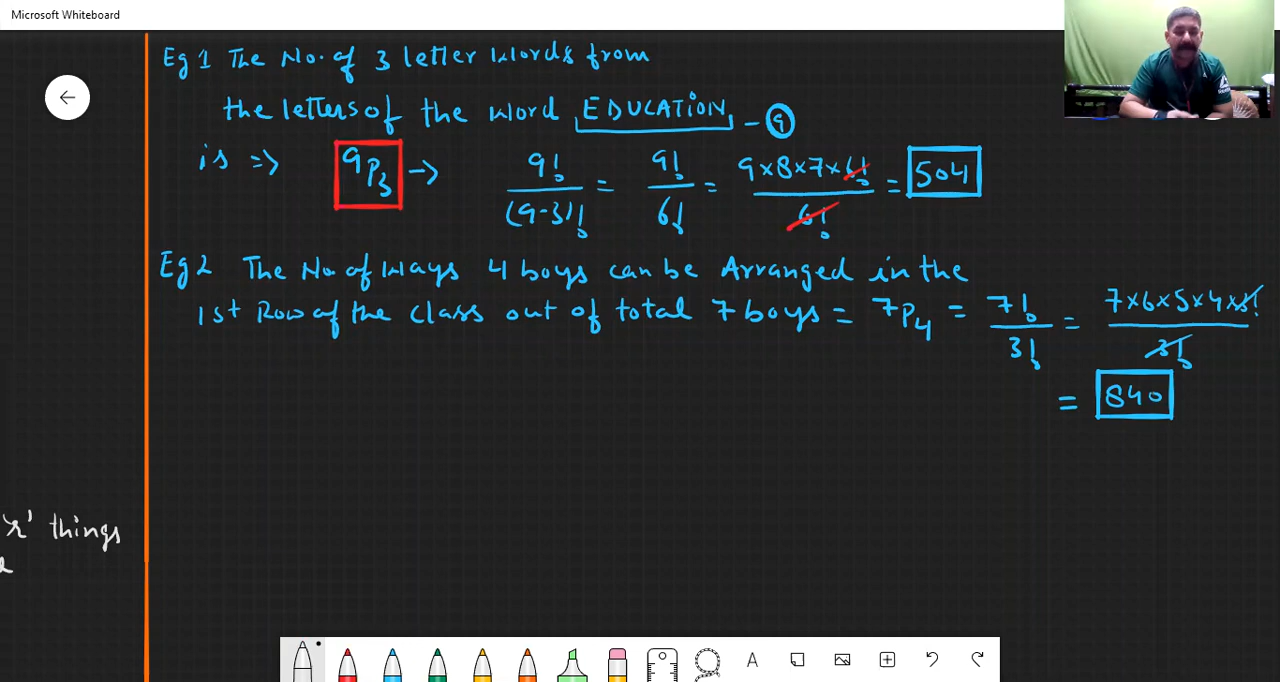 Microsoft Whiteboard
Eg 1 The No. of 3 letter words from
the letters of the word EDUCATION - 9
is => 9P3 → 9!/(9-3)! = 9!/6! = 9×8×7×6!/6! = 504
Eg 2 The No. of Ways 4 boys can be Arranged in the
1st Row of the class out of total 7 boys = 7P4 = 7!/3! = 7×6×5×4×3!/3!
= 840
'r' things